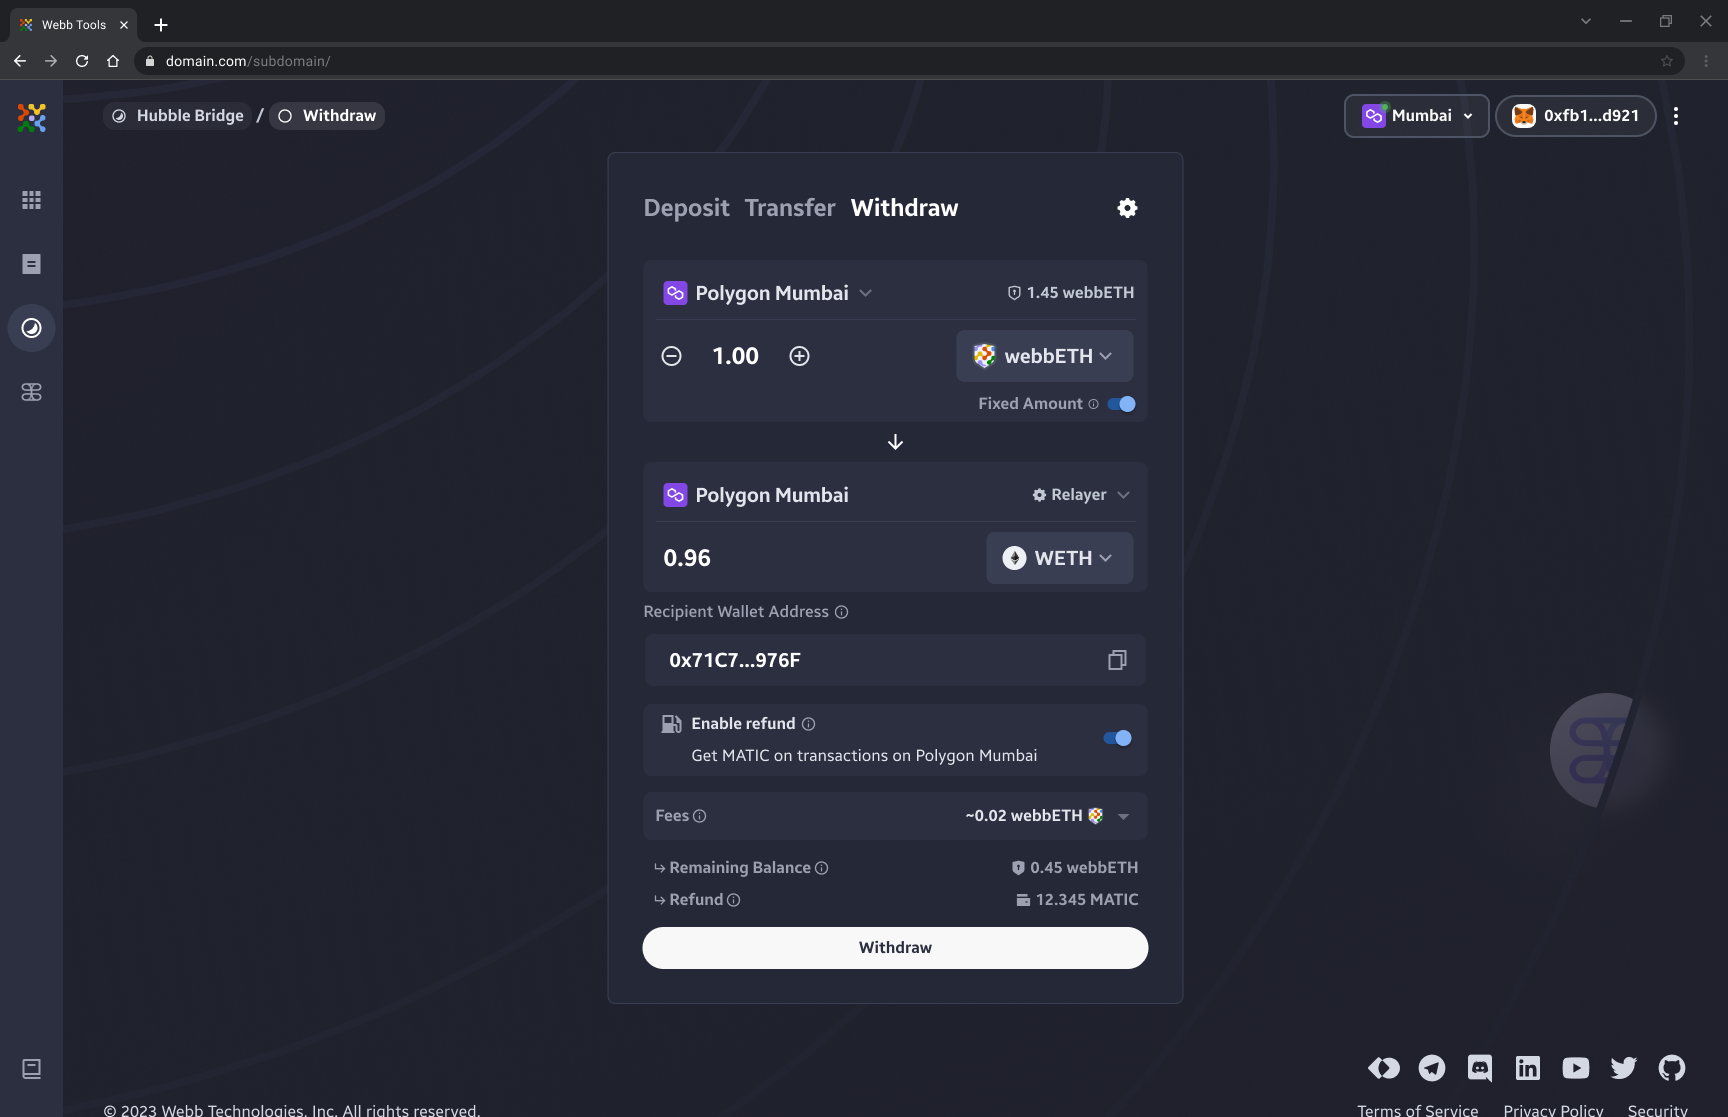 Webb Tools
domain.com/subdomain/
Hubble Bridge / Withdraw
Mumbai
0xfb1...d921
Deposit Transfer Withdraw
Polygon Mumbai
1.45 webbETH
1.00
webbETH
Fixed Amount
Polygon Mumbai
Relayer
0.96
WETH
Recipient Wallet Address
0x71C7...976F
Enable refund
Get MATIC on transactions on Polygon Mumbai
Fees
~0.02 webbETH
Remaining Balance
0.45 webbETH
Refund
12.345 MATIC
Withdraw
© 2023 Webb Technologies, Inc. All rights reserved.
Terms of Service Privacy Policy Security